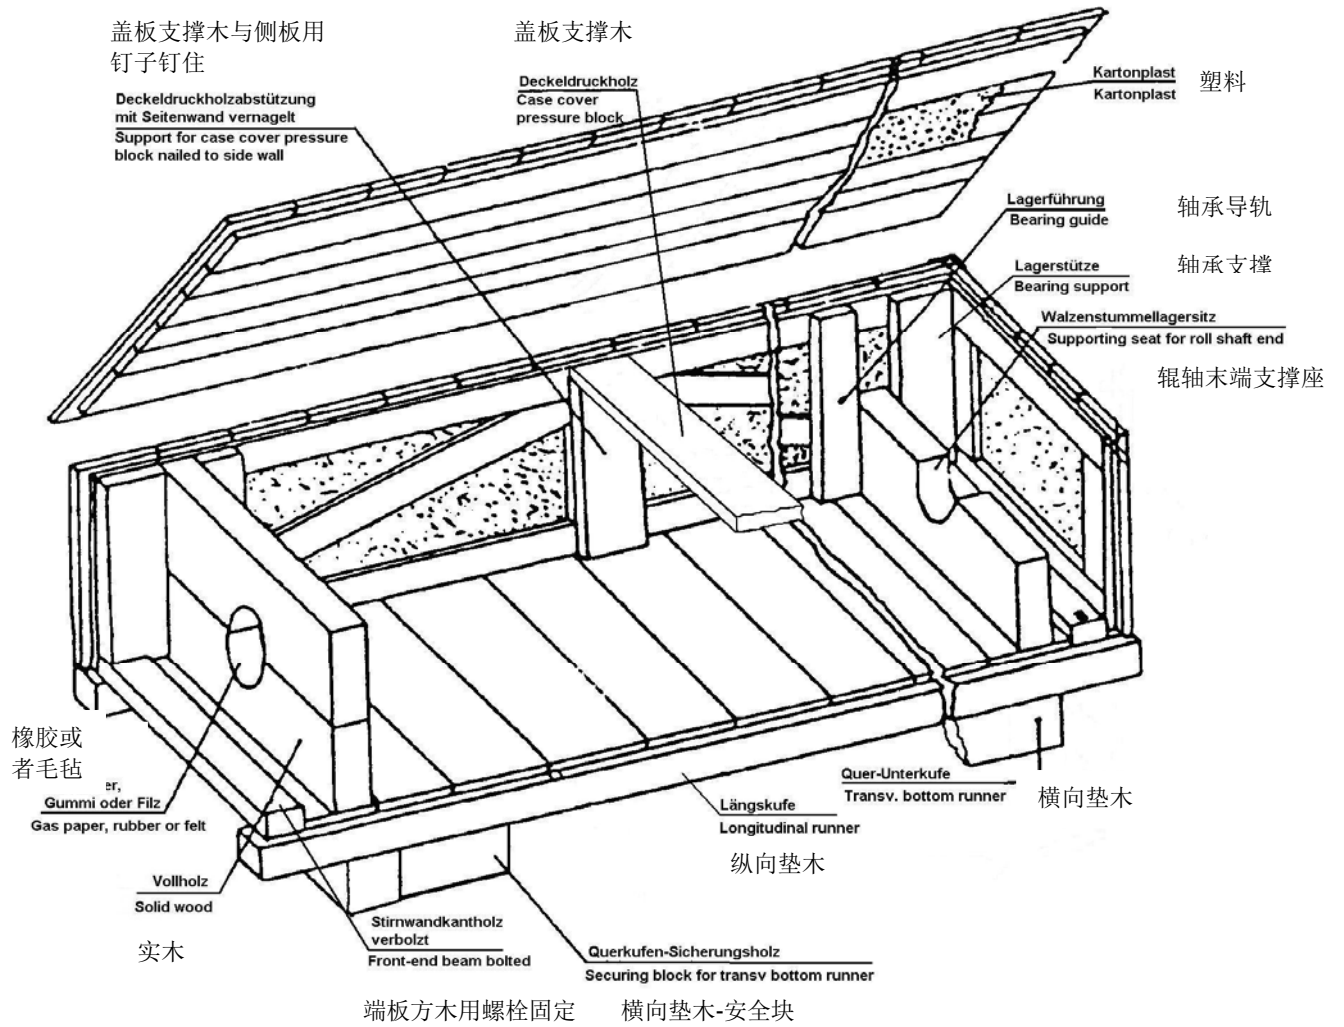 盖板支撑木与侧板用
钉子钉住
Deckeldruckholzabstützung
mit Seitenwand vernagelt
Support for case cover pressure
block nailed to side wall
盖板支撑木
Deckeldruckholz
Case cover
pressure block
Kartonplast
Kartonplast
塑料
Lagerführung
Bearing guide
轴承导轨
Lagerstütze
Bearing support
轴承支撑
Walzenstummellagersitz
Supporting seat for roll shaft end
辊轴末端支撑座
橡胶或
者毛毡
er,
Gummi oder Filz
Gas paper, rubber or felt
Vollholz
Solid wood
实木
Stirnwandkantholz
verbolzt
Front-end beam bolted
端板方木用螺栓固定
Querkufen-Sicherungsholz
Securing block for transv bottom runner
横向垫木-安全块
Längskufe
Longitudinal runner
纵向垫木
Quer-Unterkufe
Transv. bottom runner
横向垫木